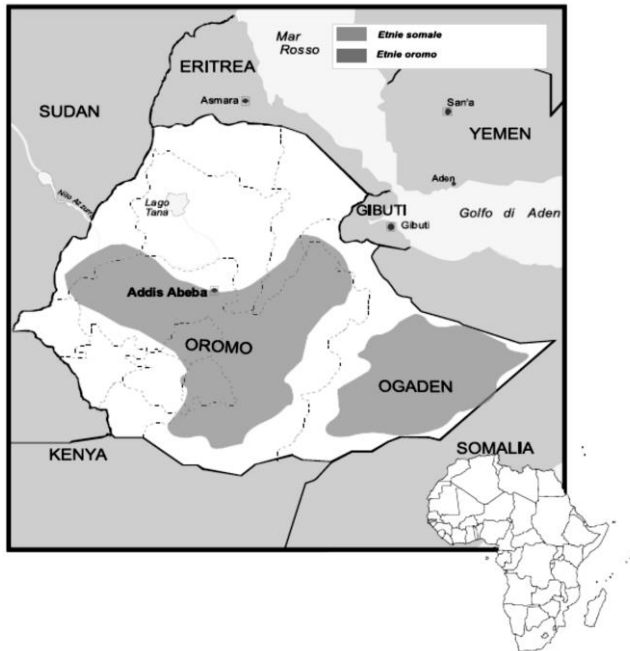 Etnie somale
Etnie oromo
Mar
Rosso
ERITREA
Asmara
SUDAN
San'a
YEMEN
Aden
Nilo Azzurro
Lago
Tana
GIBUTI
Gibuti
Golfo di Aden
Addis Abeba
OROMO
OGADEN
KENYA
SOMALIA